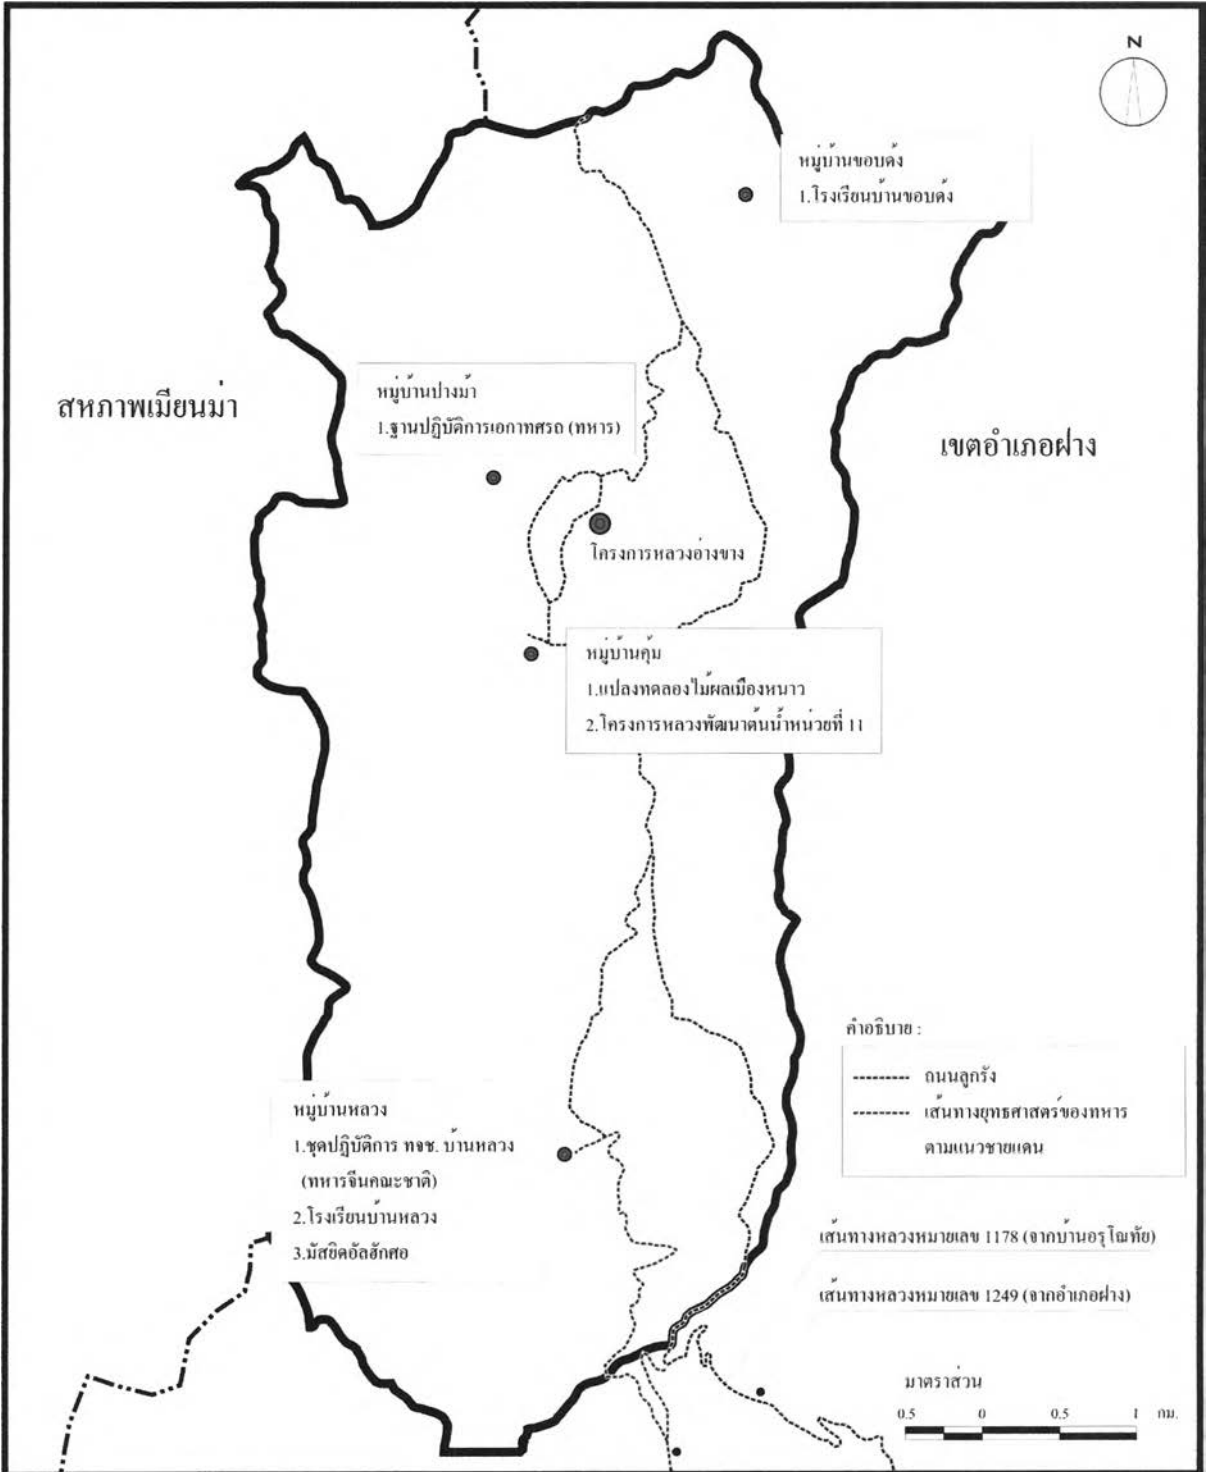 N
หมู่บ้านขอบด้ง
1.โรงเรียนบ้านขอบด้ง
หมู่บ้านปางม้า
1.ฐานปฏิบัติการเอกาทศรถ (ทหาร)
สหภาพเมียนม่า
เขตอำเภอฝาง
โครงการหลวงอ่างขาง
หมู่บ้านคุ้ม
1.แปลงทดลองไม้ผลเมืองหนาว
2.โครงการหลวงพัฒนาต้นน้ำหน่วยที่ 11
คำอธิบาย :
ถนนลูกรัง
เส้นทางยุทธศาสตร์ของทหาร
ตามแนวชายแดน
หมู่บ้านหลวง
1.ชุดปฏิบัติการ ทจช. บ้านหลวง
(ทหารจีนคณะชาติ)
2.โรงเรียนบ้านหลวง
3.มัสยิดอัลฮักศอ
เส้นทางหลวงหมายเลข 1178 (จากบ้านอรุโณทัย)
เส้นทางหลวงหมายเลข 1249 (จากอำเภอฝาง)
มาตราส่วน
0.5 0 0.5 1 กม.